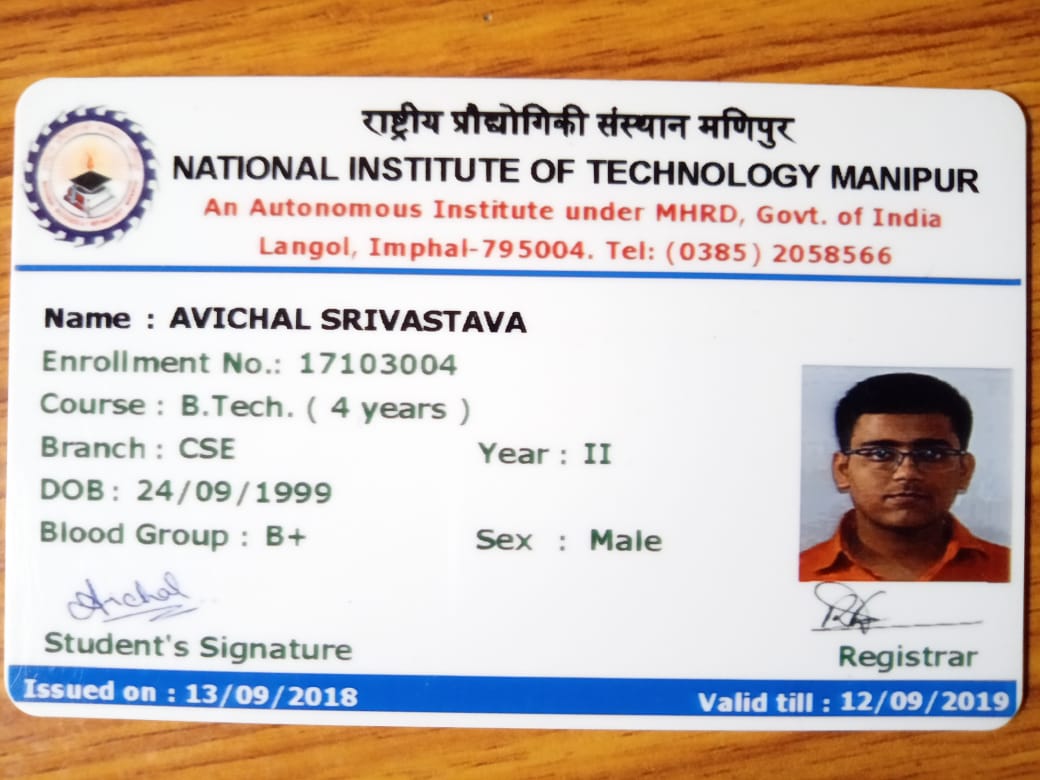 राष्ट्रीय प्रौद्योगिकी संस्थान मणिपुर
NATIONAL INSTITUTE OF TECHNOLOGY MANIPUR
An Autonomous Institute under MHRD, Govt. of India
Langol, Imphal-795004. Tel: (0385) 2058566
Name : AVICHAL SRIVASTAVA
Enrollment No.: 17103004
Course : B.Tech. ( 4 years )
Branch : CSE Year : II
DOB : 24/09/1999
Blood Group : B+ Sex : Male
Avichal
Student's Signature
Registrar
Issued on : 13/09/2018 Valid till : 12/09/2019